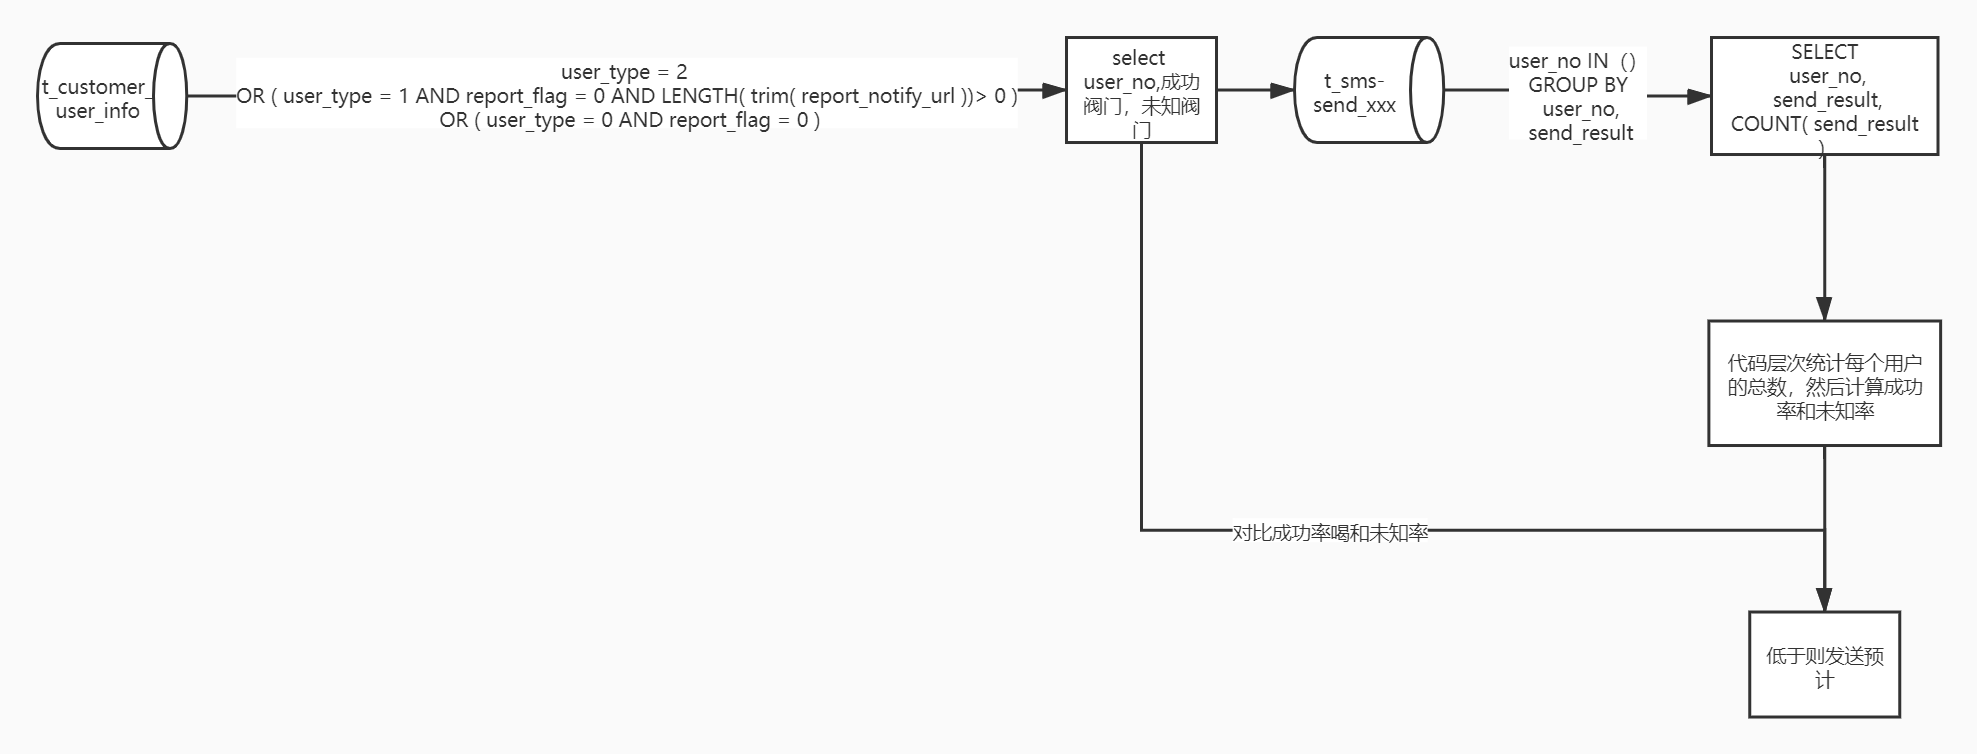 t_customer_
user_info
user_type = 2
OR ( user_type = 1 AND report_flag = 0 AND LENGTH( trim( report_notify_url ))> 0 )
OR ( user_type = 0 AND report_flag = 0 )
select
user_no,成功
阀门，未知阀
门
t_sms-
send_xxx
user_no IN（）
GROUP BY
user_no,
send_result
SELECT
user_no,
send_result,
COUNT( send_result
)
代码层次统计每个用户
的总数，然后计算成功
率和未知率
对比成功率喝和未知率
低于则发送预
计